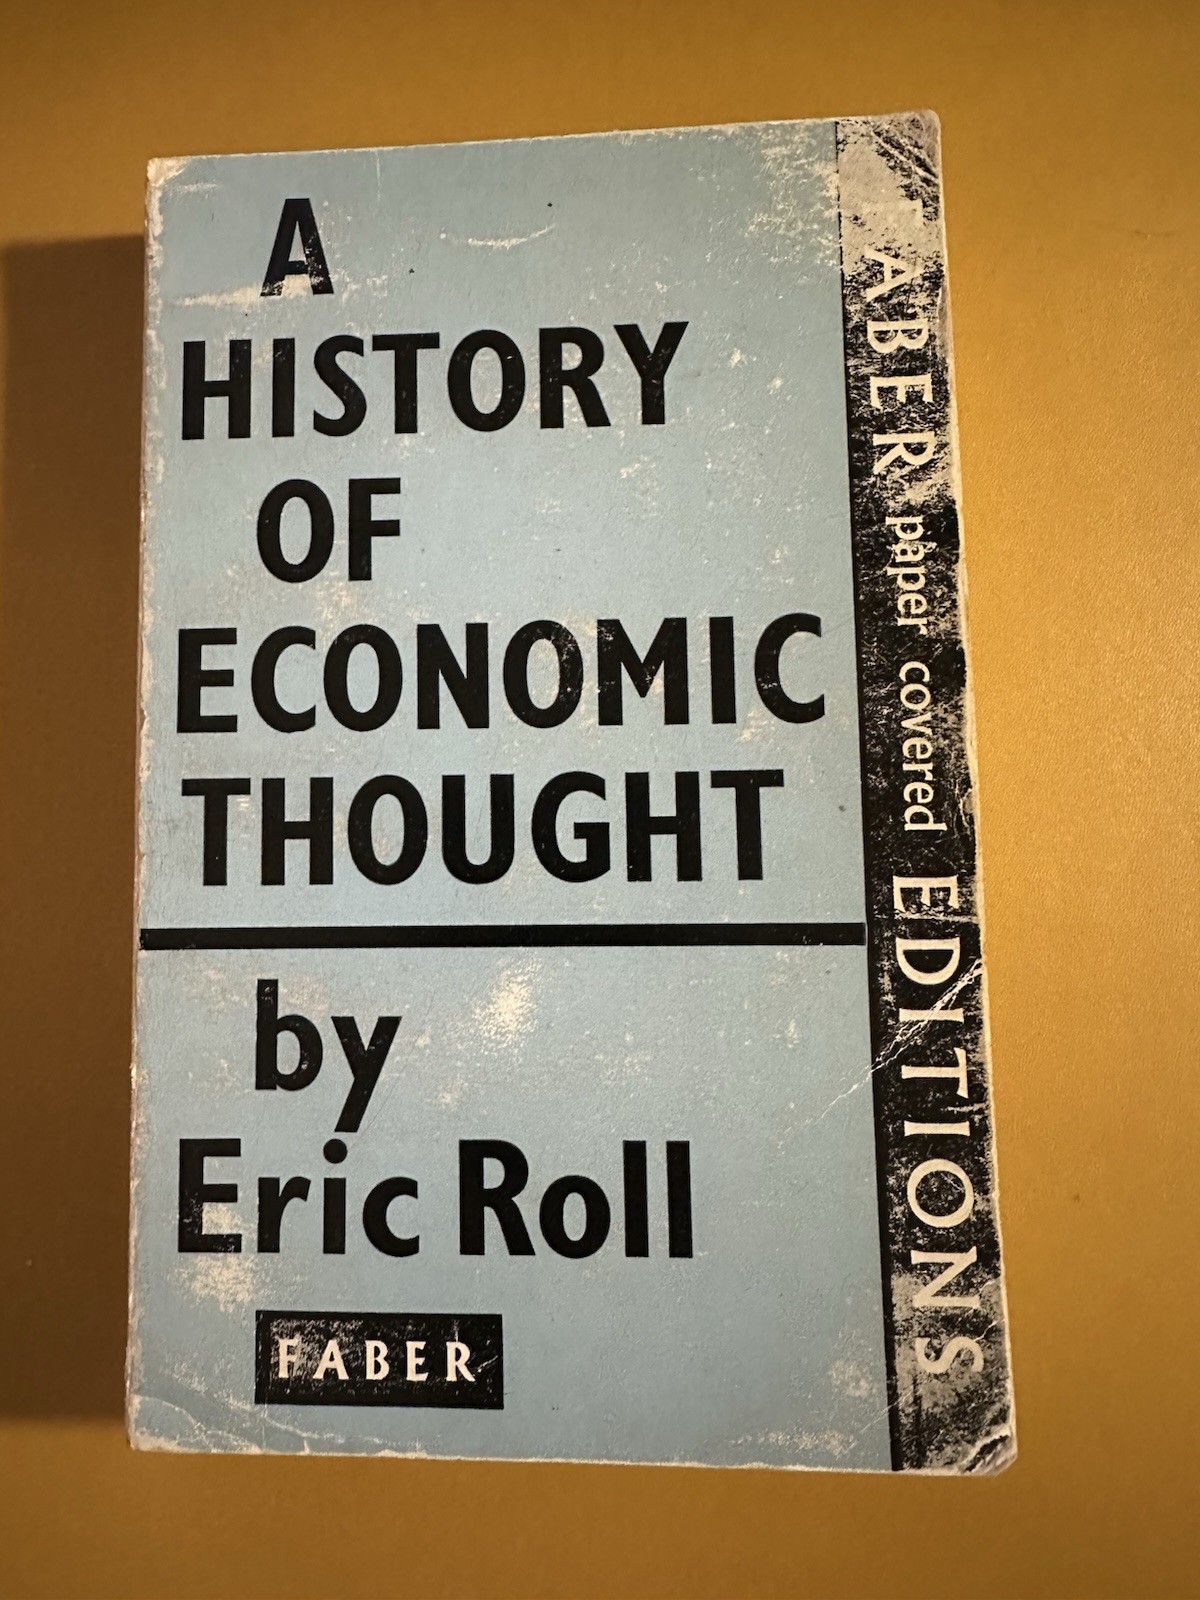 A
HISTORY
OF
ECONOMIC
THOUGHT
by
Eric Roll
FABER
FABER paper covered EDITIONS